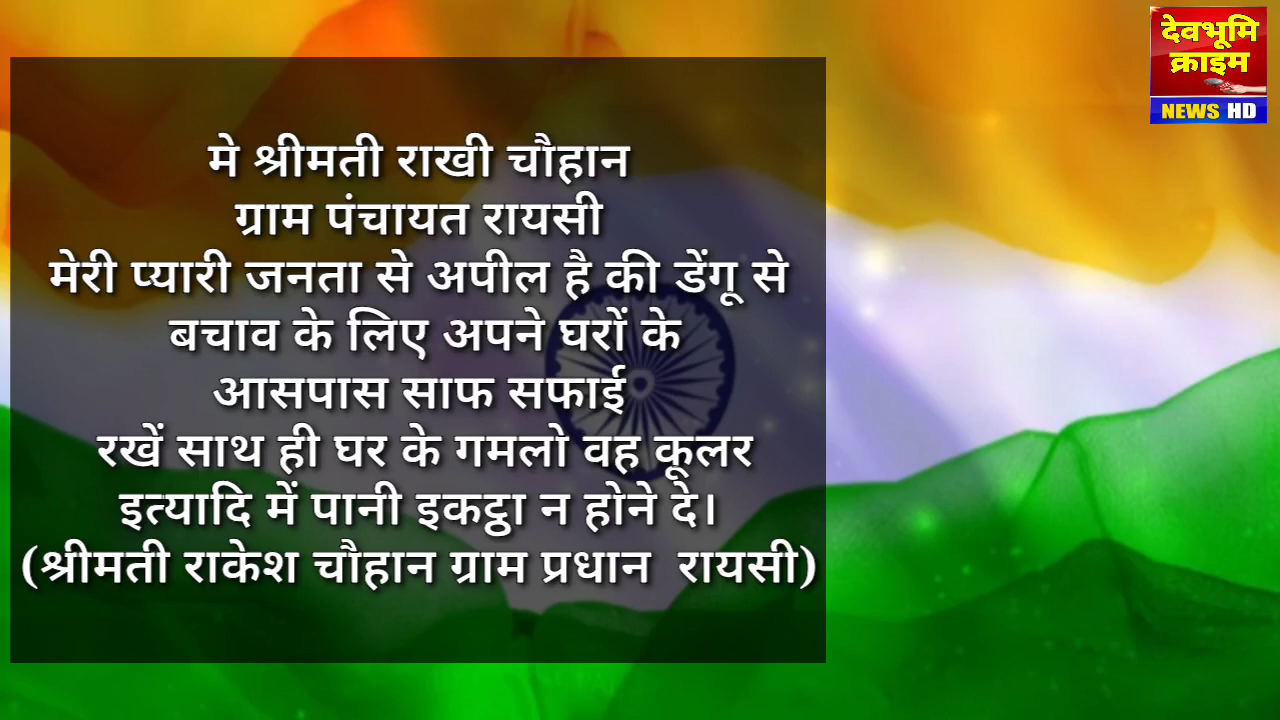 देवभूमि
क्राइम
NEWS HD
मे श्रीमती राखी चौहान
ग्राम पंचायत रायसी
मेरी प्यारी जनता से अपील है की डेंगू से
बचाव के लिए अपने घरों के
आसपास साफ सफाई
रखें साथ ही घर के गमलो वह कूलर
इत्यादि में पानी इकट्ठा न होने दे।
(श्रीमती राकेश चौहान ग्राम प्रधान रायसी)